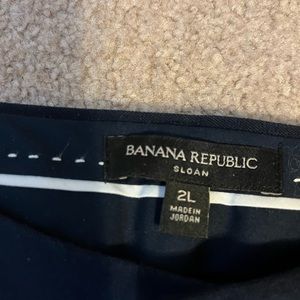 BANANA REPUBLIC
SLOAN
2L
MADE IN
JORDAN